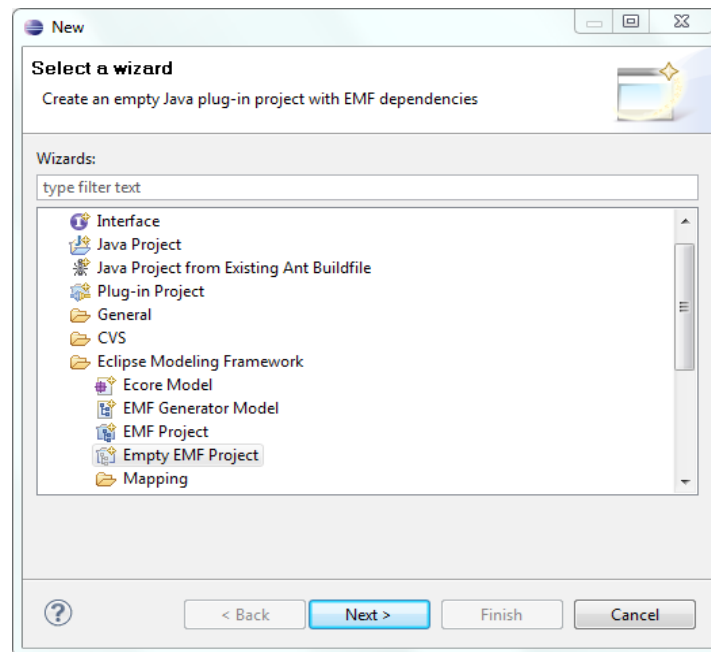 New
Select a wizard
Create an empty Java plug-in project with EMF dependencies
Wizards:
type filter text
Interface
Java Project
Java Project from Existing Ant Buildfile
Plug-in Project
General
CVS
Eclipse Modeling Framework
Ecore Model
EMF Generator Model
EMF Project
Empty EMF Project
Mapping
? < Back Next > Finish Cancel